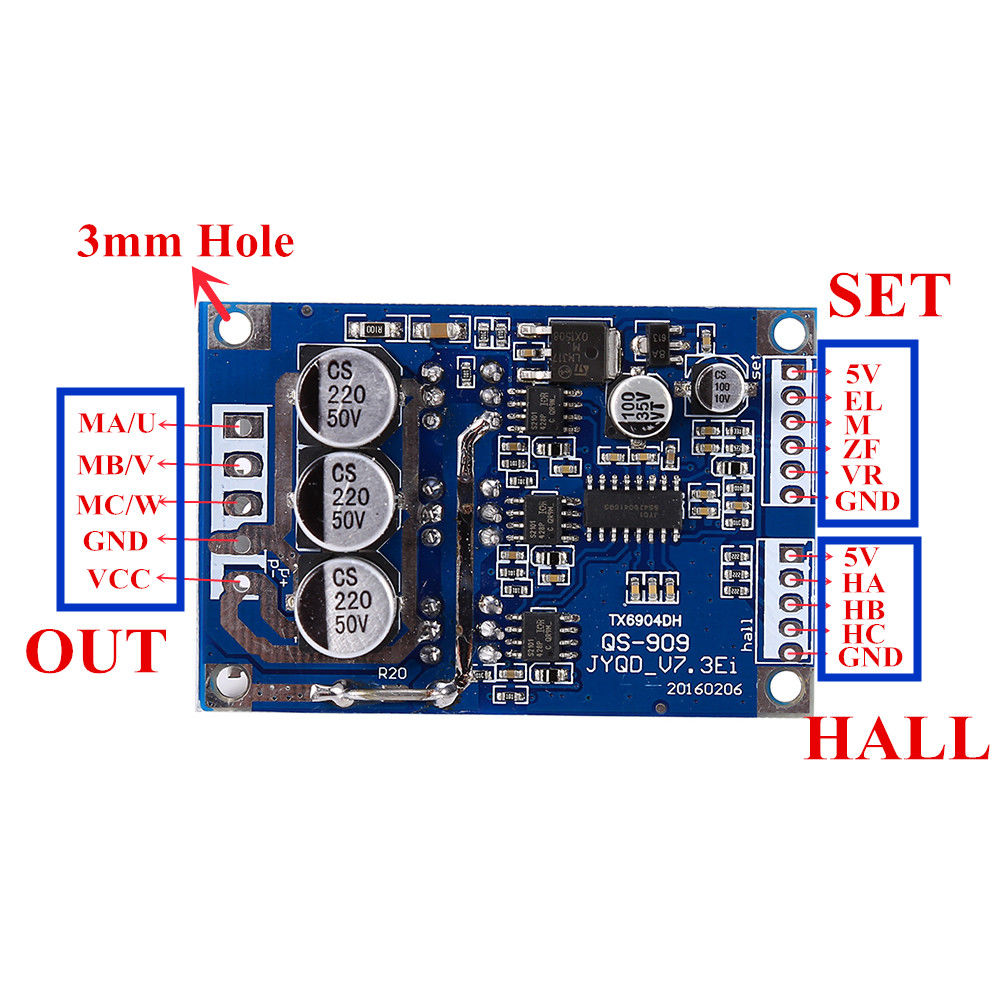 3mm Hole
SET
5V
EL
M
ZF
VR
GND
MA/U
MB/V
MC/W
GND
VCC
OUT
5V
HA
HB
HC
GND
HALL
R100
CS
220
50V
CS
220
50V
CS
220
50V
LM317
100
35V
CS
100
10V
set
hall
P+
P-
R20
TX6904DH
QS-909
JYQD_V7.3Ei
20160206